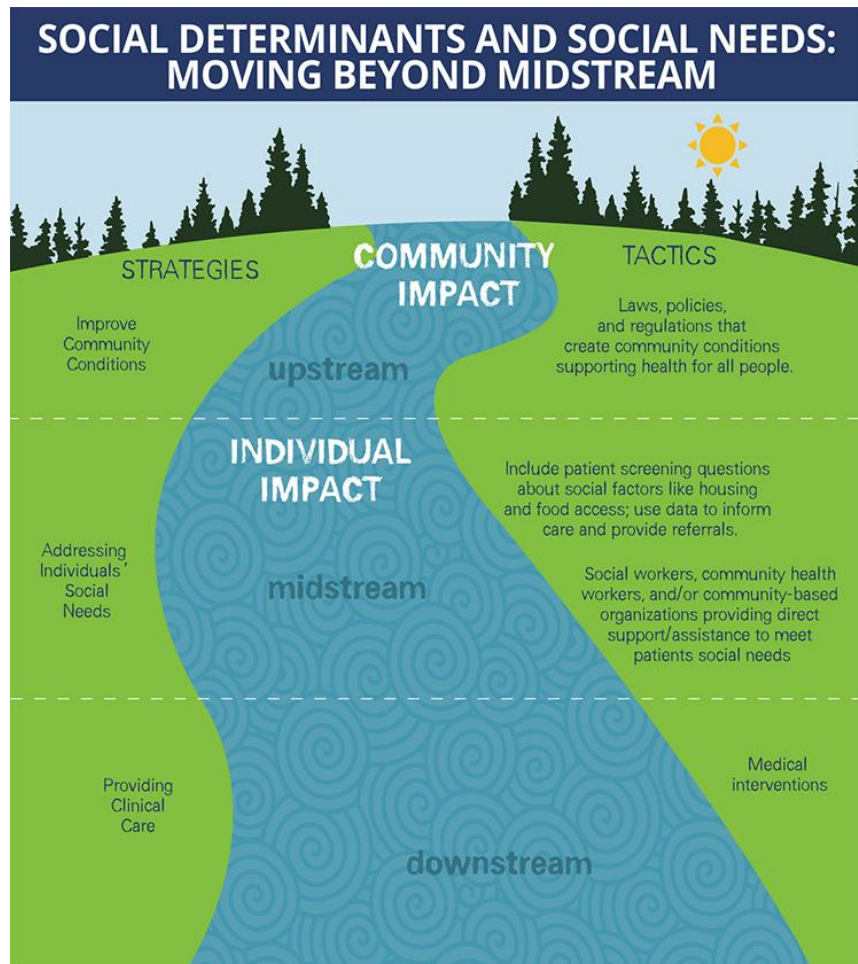 SOCIAL DETERMINANTS AND SOCIAL NEEDS:
MOVING BEYOND MIDSTREAM
STRATEGIES
COMMUNITY
IMPACT
TACTICS
Improve
Community
Conditions
upstream
Laws, policies,
and regulations that
create community conditions
supporting health for all people.
INDIVIDUAL
IMPACT
Addressing
Individuals'
Social
Needs
midstream
Include patient screening questions
about social factors like housing
and food access; use data to inform
care and provide referrals.
Social workers, community health
workers, and/or community-based
organizations providing direct
support/assistance to meet
patients social needs
Providing
Clinical
Care
downstream
Medical
interventions